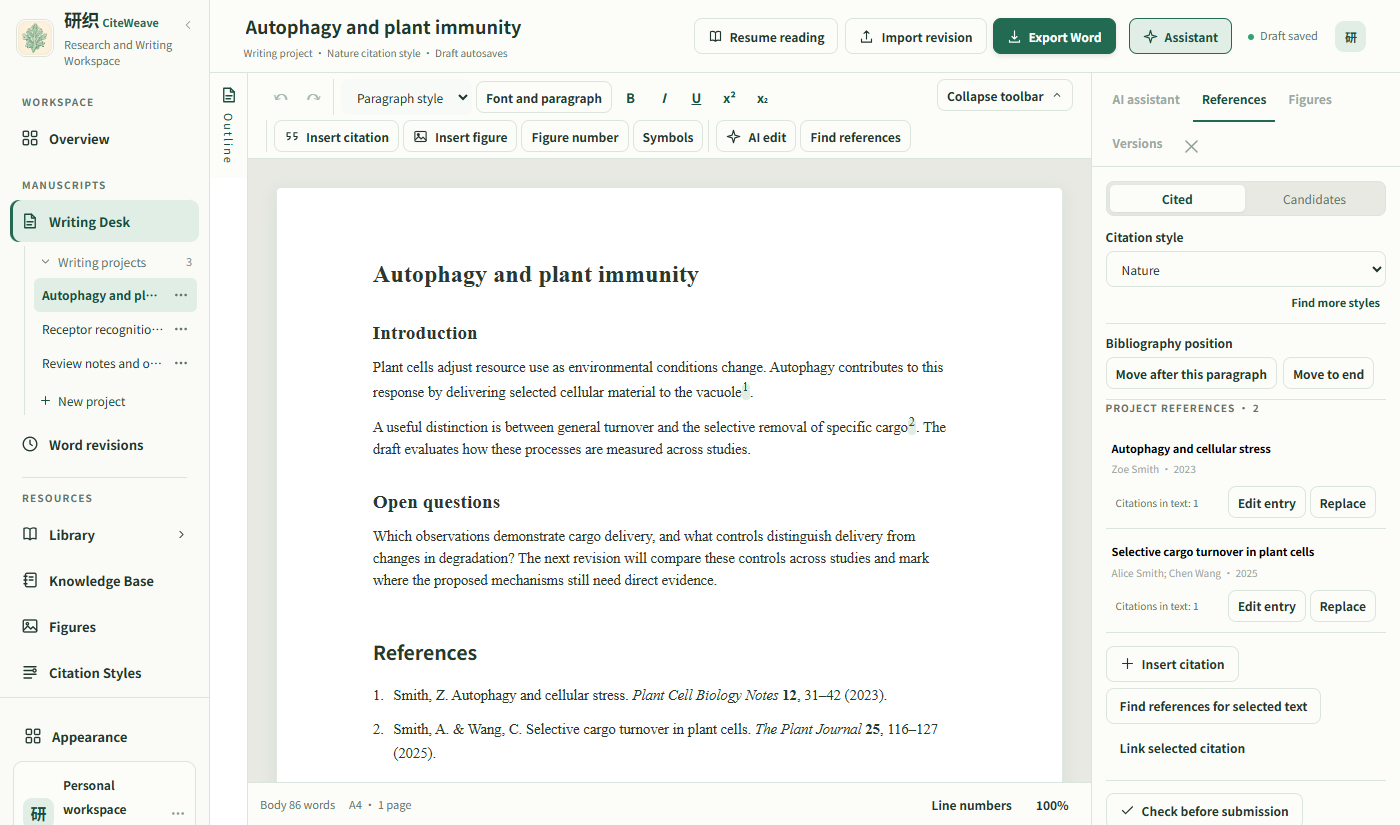 研织 CiteWeave
Research and Writing
Workspace
WORKSPACE
Overview
MANUSCRIPTS
Writing Desk
Writing projects 3
Autophagy and pl···
Receptor recognitio···
Review notes and o···
New project
Word revisions
RESOURCES
Library
Knowledge Base
Figures
Citation Styles
Appearance
Personal
workspace
研
Autophagy and plant immunity
Writing project • Nature citation style • Draft autosaves
Resume reading
Import revision
Export Word
Assistant
Draft saved
研
Outline
Paragraph style
Font and paragraph
B I U x² x₂
Collapse toolbar
Insert citation
Insert figure
Figure number
Symbols
AI edit
Find references
Autophagy and plant immunity
Introduction
Plant cells adjust resource use as environmental conditions change. Autophagy contributes to this
response by delivering selected cellular material to the vacuole1.
A useful distinction is between general turnover and the selective removal of specific cargo2. The
draft evaluates how these processes are measured across studies.
Open questions
Which observations demonstrate cargo delivery, and what controls distinguish delivery from
changes in degradation? The next revision will compare these controls across studies and mark
where the proposed mechanisms still need direct evidence.
References
1. Smith, Z. Autophagy and cellular stress. Plant Cell Biology Notes 12, 31–42 (2023).
2. Smith, A. & Wang, C. Selective cargo turnover in plant cells. The Plant Journal 25, 116–127
(2025).
Body 86 words A4 • 1 page
Line numbers 100%
AI assistant
References
Figures
Versions
Cited
Candidates
Citation style
Nature
Find more styles
Bibliography position
Move after this paragraph
Move to end
PROJECT REFERENCES • 2
Autophagy and cellular stress
Zoe Smith • 2023
Citations in text: 1
Edit entry
Replace
Selective cargo turnover in plant cells
Alice Smith; Chen Wang • 2025
Citations in text: 1
Edit entry
Replace
Insert citation
Find references for selected text
Link selected citation
Check before submission